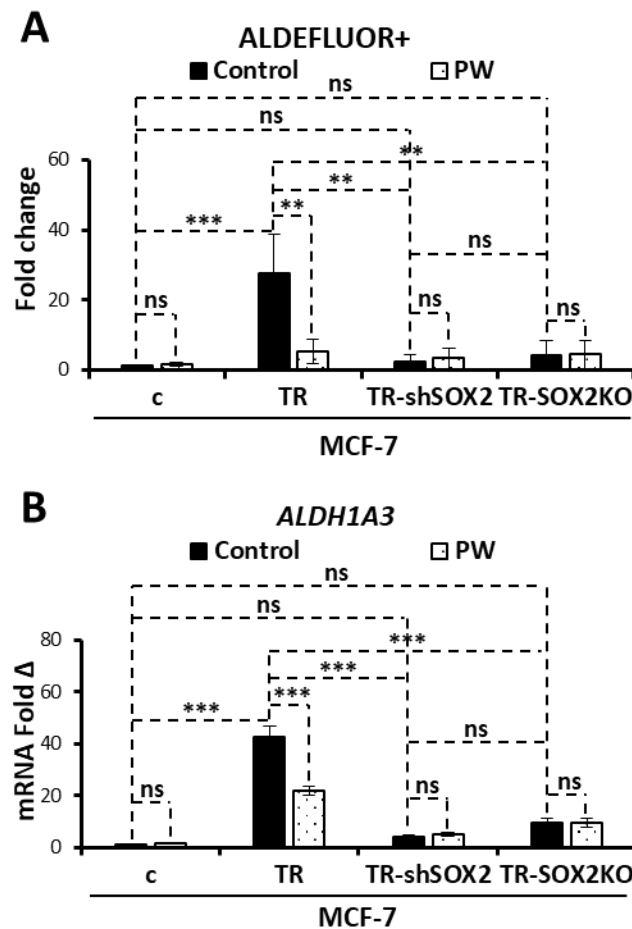 A
ALDEFLUOR+
Control PW
ns
ns
**
**
*** **
ns
ns ns ns
60
40
20
0
Fold change
c TR TR-shSOX2 TR-SOX2KO
MCF-7
B
ALDH1A3
Control PW
ns
ns
***
***
*** ***
ns
ns ns ns
80
60
40
20
0
mRNA Fold Δ
c TR TR-shSOX2 TR-SOX2KO
MCF-7